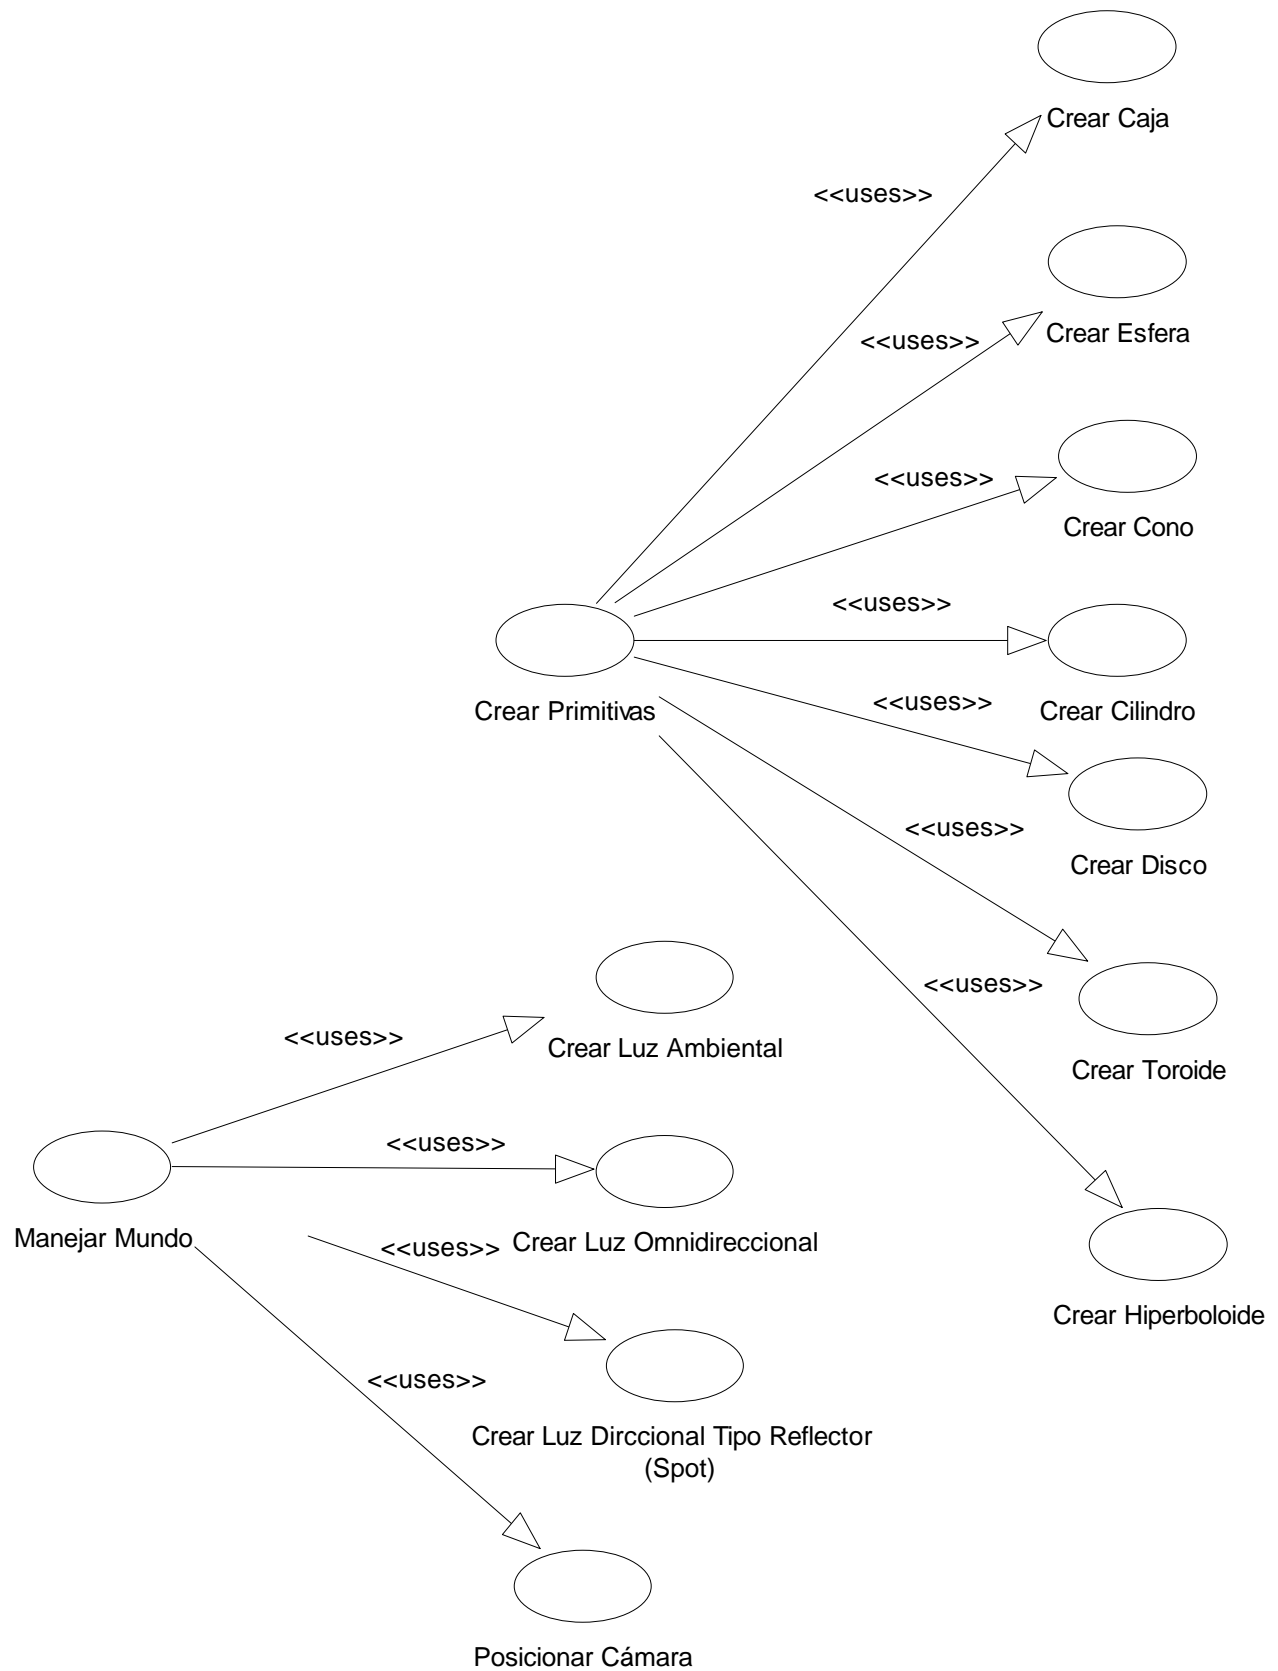 Crear Caja
<<uses>>
Crear Esfera
<<uses>>
<<uses>>
Crear Cono
<<uses>>
Crear Primitivas
<<uses>>
Crear Cilindro
<<uses>>
Crear Disco
<<uses>>
<<uses>>
Crear Luz Ambiental
Crear Toroide
<<uses>>
Manejar Mundo
<<uses>>
Crear Luz Omnidireccional
Crear Hiperboloide
<<uses>>
Crear Luz Dirccional Tipo Reflector
(Spot)
Posicionar Cámara